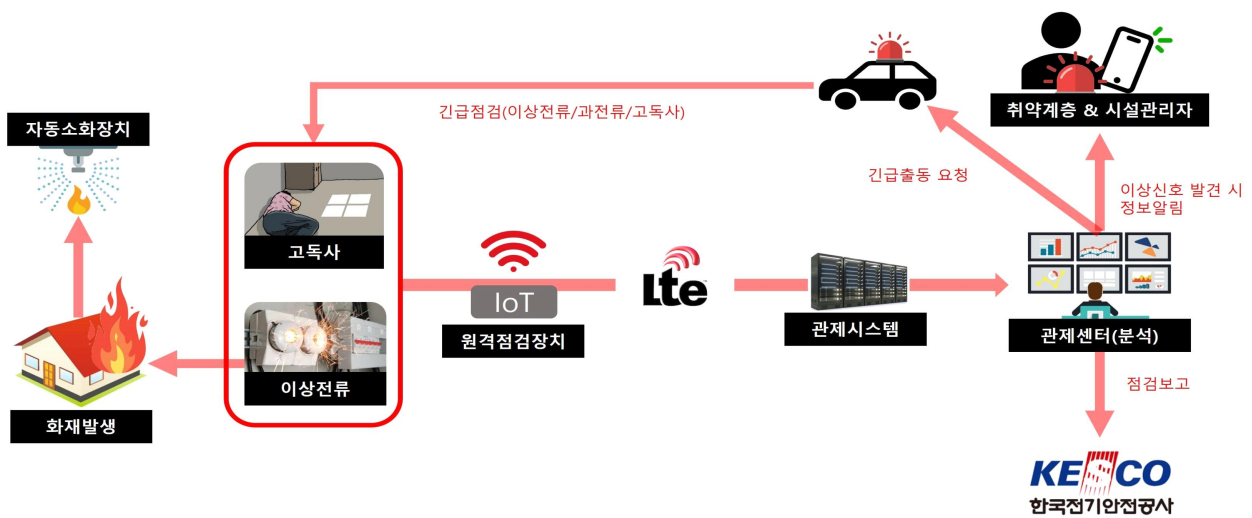 자동소화장치
긴급점검(이상전류/과전류/고독사)
취약계층 & 시설관리자
긴급출동 요청
이상신호 발견 시
정보알림
고독사
IoT
원격점검장치
Lte
관제시스템
관제센터(분석)
이상전류
화재발생
점검보고
KESCO
한국전기안전공사